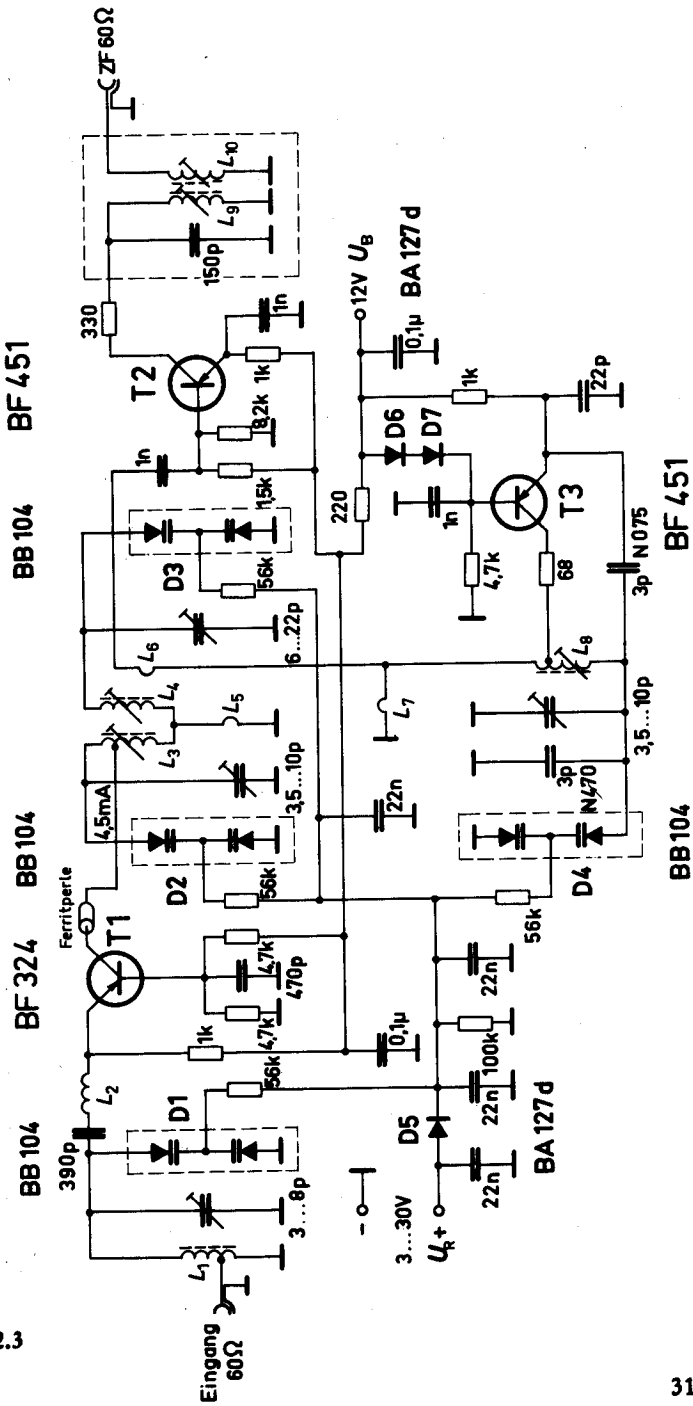 2.3
BB 104
BF 324
BB 104
BB 104
BF 451
390p
L2
T1
Ferritperle
4,5mA
L3
L4
L6
1n
T2
330
ZF 60Ω
L1
Eingang
60Ω
3...8p
D1
56k
1k
0,1µ
4,7k
470p
4,7k
56k
D2
3,5...10p
L5
6...22p
56k
D3
1,5k
8,2k
1k
1n
150p
L9
L10
22n
L7
220
12V UB
0,1µ
BA 127 d
-
3...30V
UR +
22n
D5
22n
100k
22n
BA 127 d
56k
D4
3p
N470
3,5...10p
L8
68
4,7k
1n
D6
D7
T3
1k
22p
3p
N 075
BB 104
BF 451
31